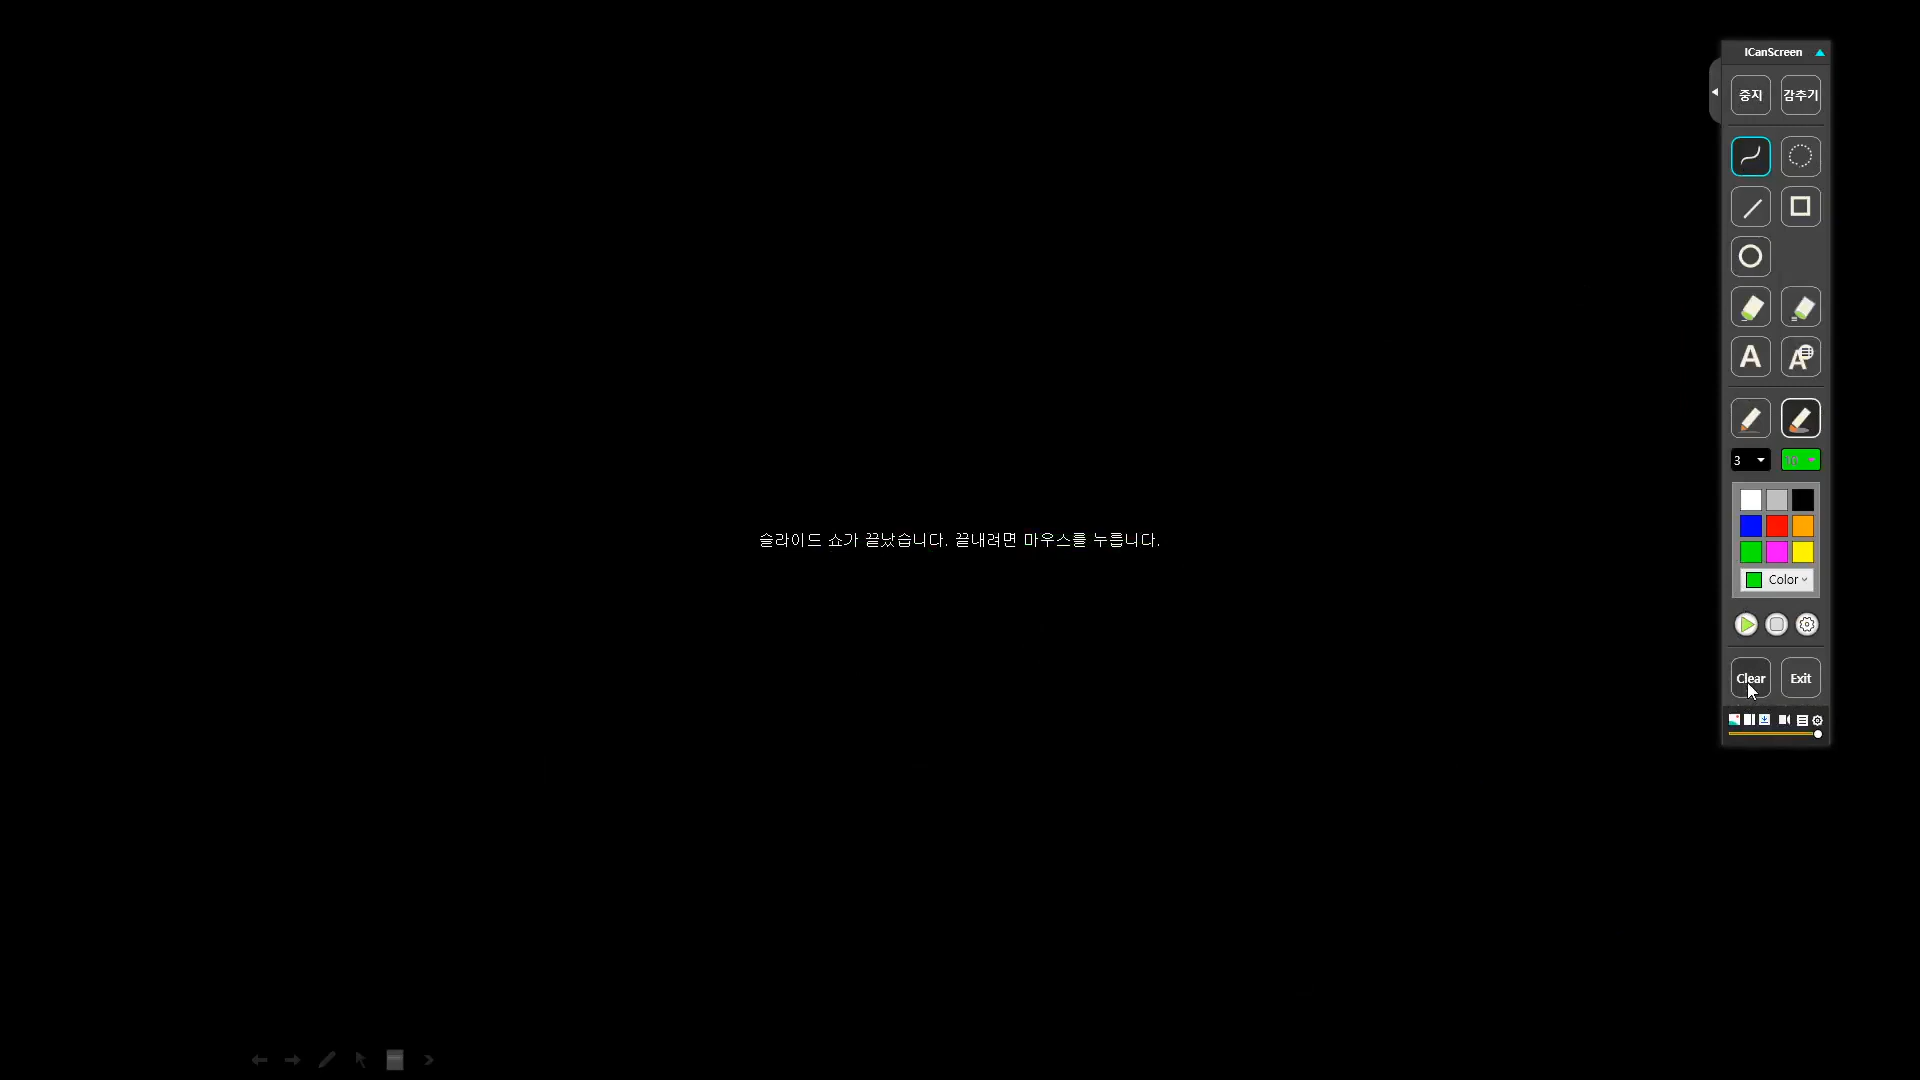 ICanScreen
중지 감추기
A A
3
슬라이드 쇼가 끝났습니다. 끝내려면 마우스를 누릅니다.
Color
Clear Exit